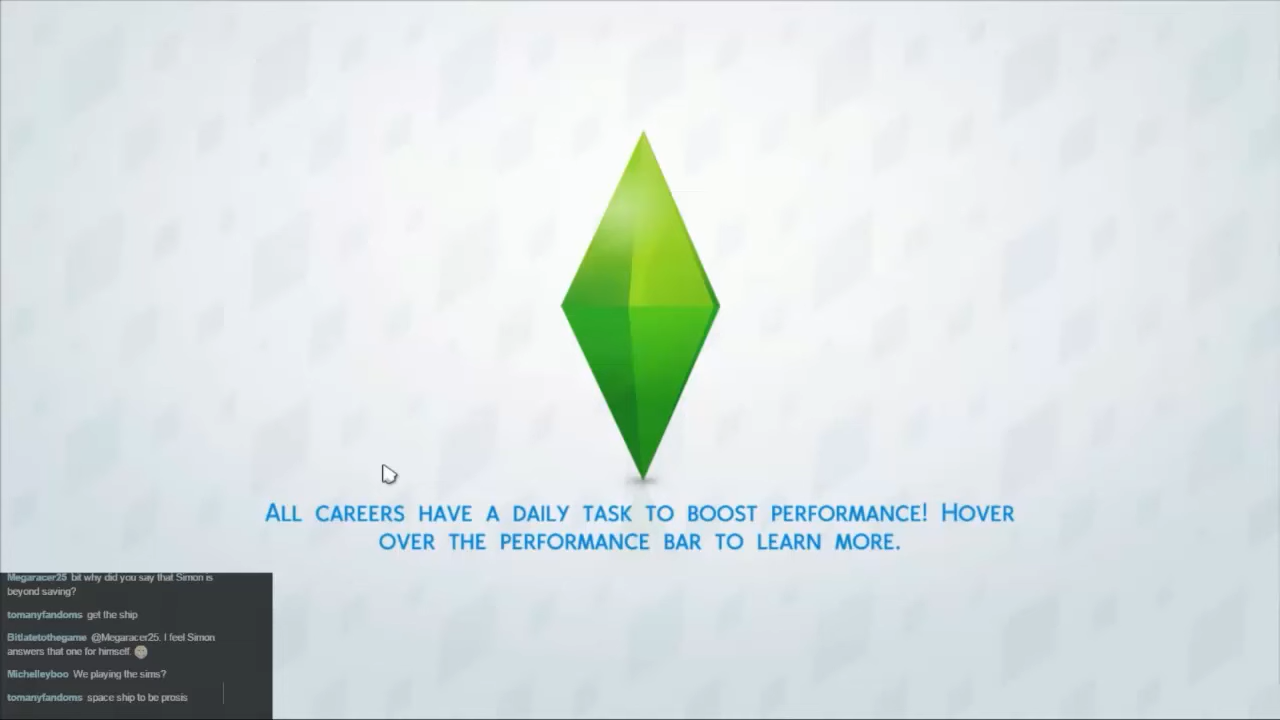 ALL CAREERS HAVE A DAILY TASK TO BOOST PERFORMANCE! HOVER
OVER THE PERFORMANCE BAR TO LEARN MORE.
Megaracer25 bit why did you say that Simon is
beyond saving?
tomanyfandoms get the ship
Bitlatetothegame @Megaracer25. I feel Simon
answers that one for himself.
Michelleyboo We playing the sims?
tomanyfandoms space ship to be prosis